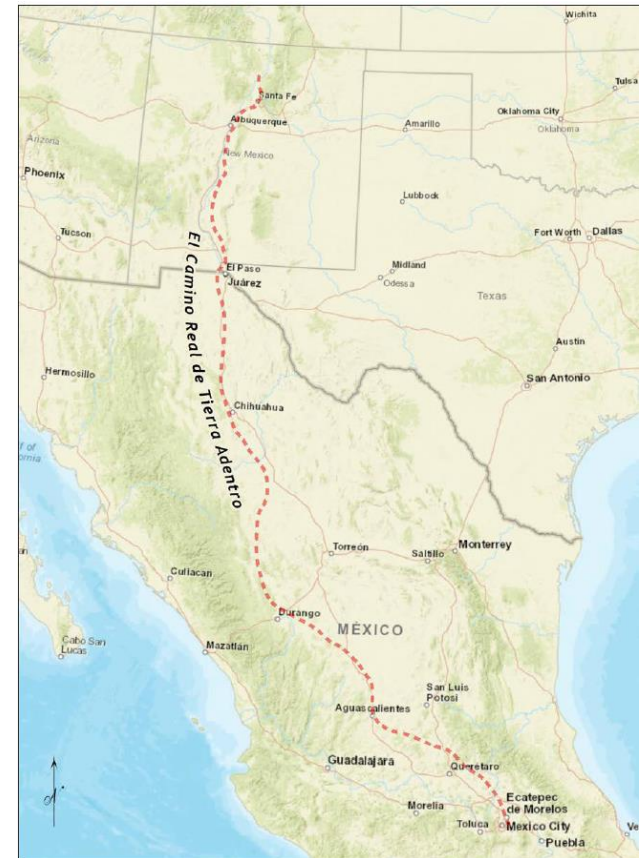 Wichita
Tulsa
Santa Fe
Oklahoma City
Oklahoma
Albuquerque
Amarillo
Arizona
New Mexico
Phoenix
Lubbock
Tucson
Fort Worth
Dallas
El Paso
Juárez
Midland
Odessa
Texas
El Camino Real de Tierra Adentro
Austin
Hermosillo
San Antonio
Chihuahua
Torreón
Saltillo
Monterrey
Culiacan
Durango
MÉXICO
Cabo San
Lucas
Mazatlán
San Luis
Potosi
Aguascalientes
Guadalajara
Querétaro
Ecatepec
de Morelos
Morelia
Toluca
Mexico City
Puebla